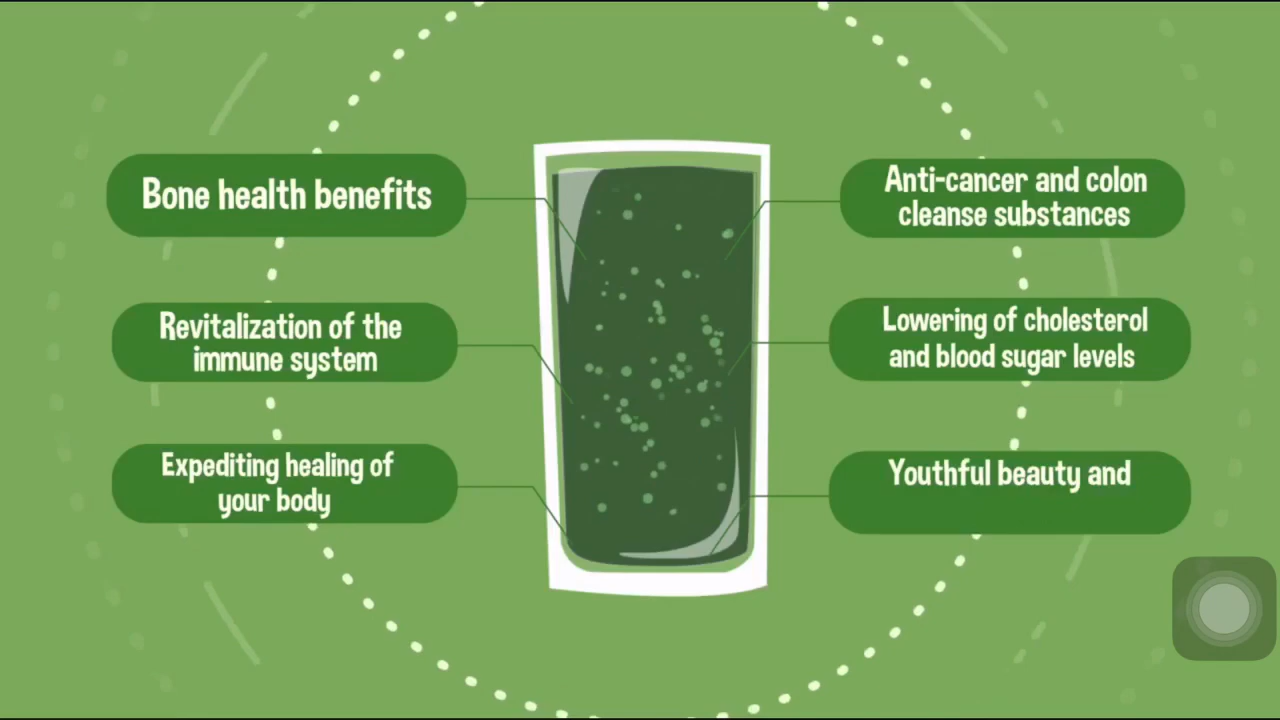 Bone health benefits
Revitalization of the
immune system
Expediting healing of
your body
Anti-cancer and colon
cleanse substances
Lowering of cholesterol
and blood sugar levels
Youthful beauty and